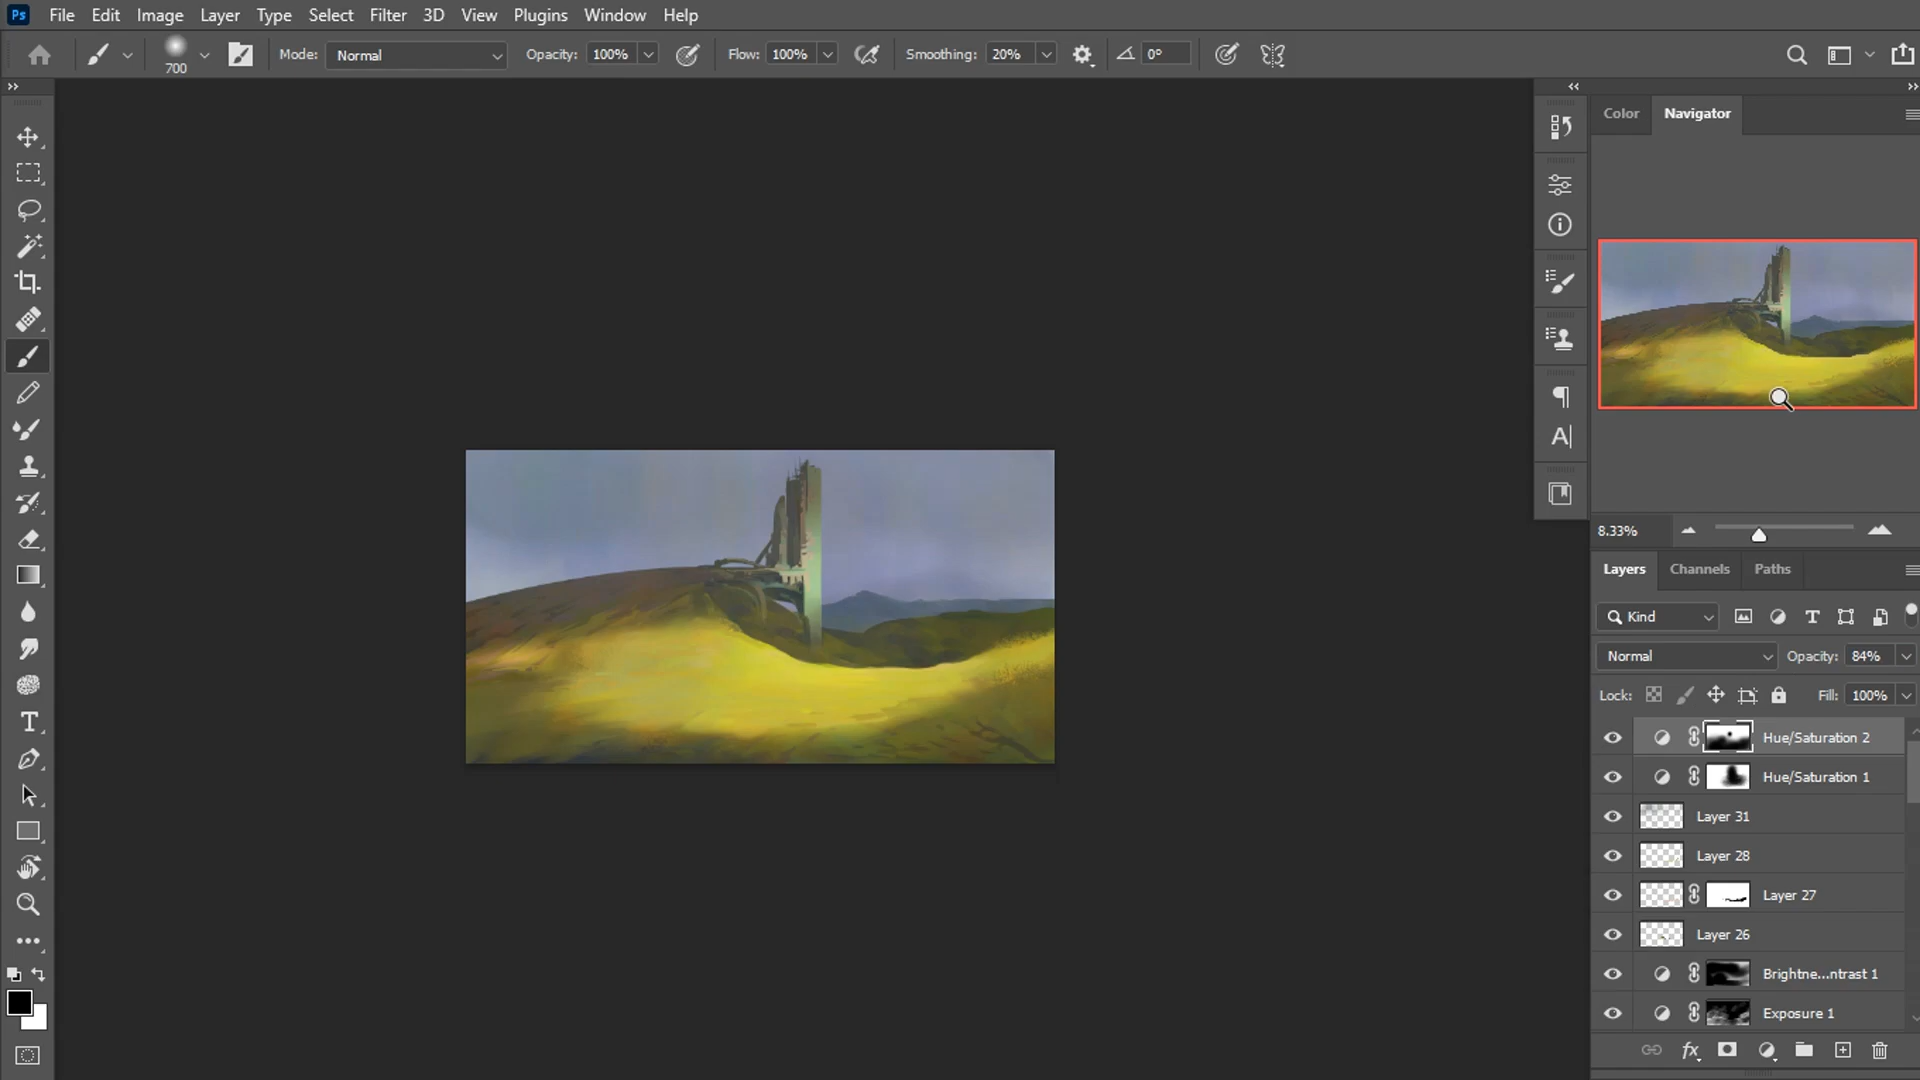 Ps File Edit Image Layer Type Select Filter 3D View Plugins Window Help
700 Mode: Normal Opacity: 100% Flow: 100% Smoothing: 20% 0°
Color Navigator
8.33%
Layers Channels Paths
Kind
Normal Opacity: 84%
Lock: Fill: 100%
Hue/Saturation 2
Hue/Saturation 1
Layer 31
Layer 28
Layer 27
Layer 26
Brightne...ntrast 1
Exposure 1
fx